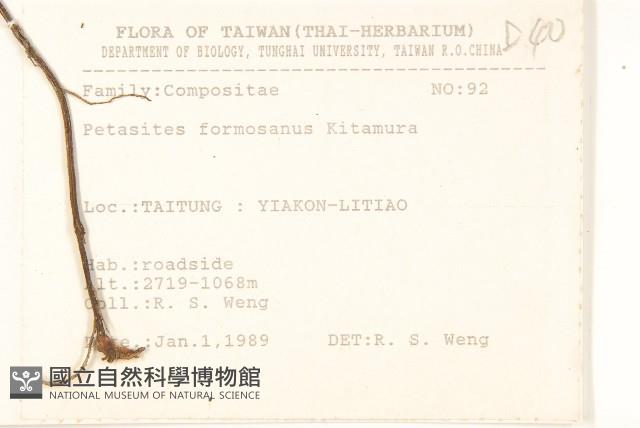 FLORA OF TAIWAN(THAI-HERBARIUM)
DEPARTMENT OF BIOLOGY, TUNGHAI UNIVERSITY, TAIWAN R.O.CHINA
D400
Family:Compositae NO:92
Petasites formosanus Kitamura
Loc.:TAITUNG : YIAKON-LITIAO
Hab.:roadside
Alt.:2719-1068m
Coll.:R. S. Weng
Date.:Jan.1,1989 DET:R. S. Weng
國立自然科學博物館
NATIONAL MUSEUM OF NATURAL SCIENCE